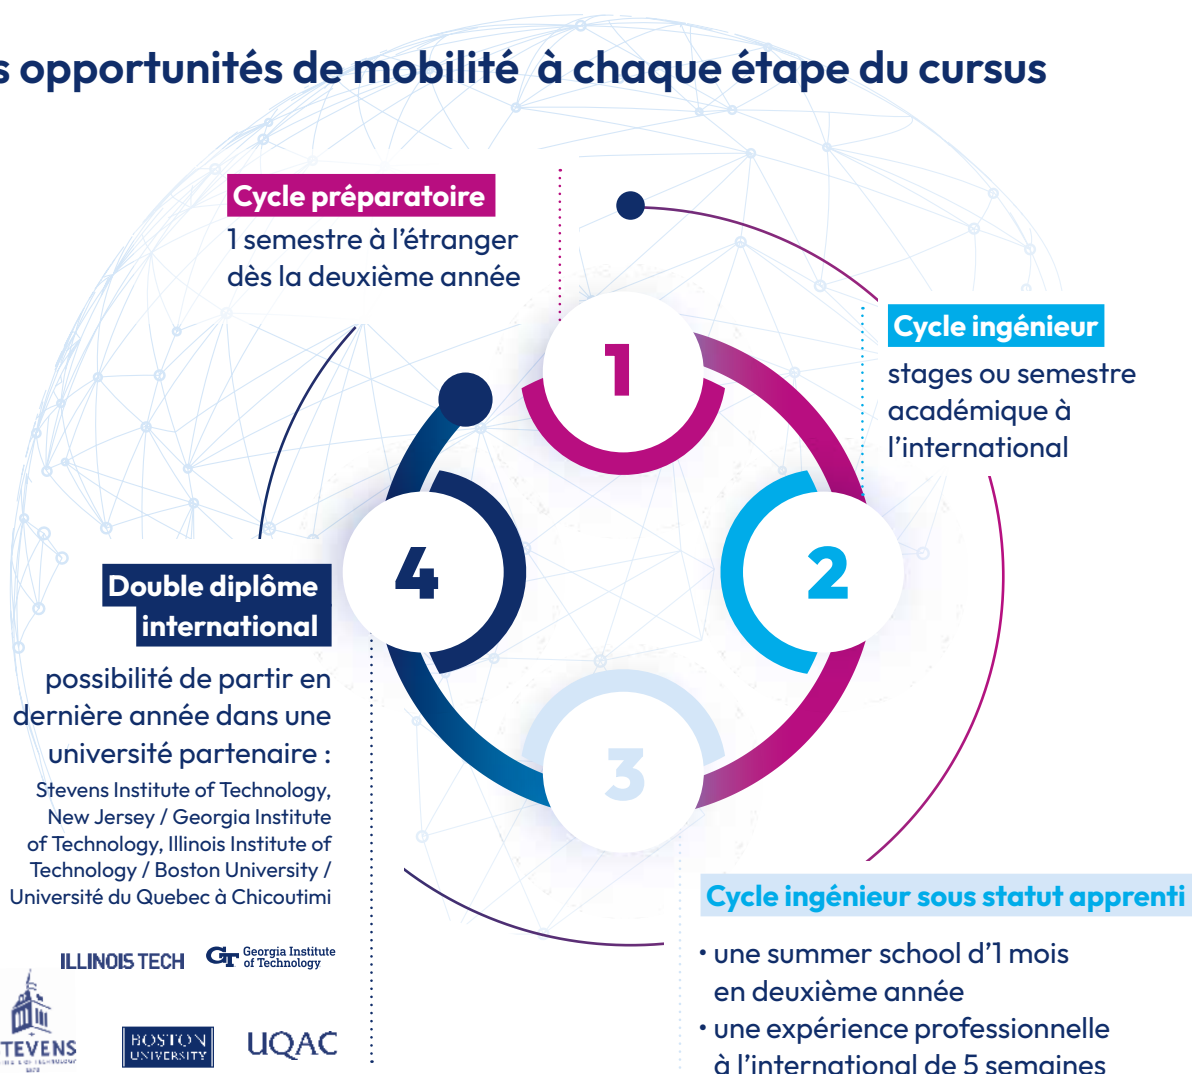 s opportunités de mobilité à chaque étape du cursus
Cycle préparatoire
1 semestre à l’étranger
dès la deuxième année
1
Cycle ingénieur
stages ou semestre
académique à
l’international
2
4
Double diplôme
international
possibilité de partir en
dernière année dans une
université partenaire :
Stevens Institute of Technology,
New Jersey / Georgia Institute
of Technology, Illinois Institute of
Technology / Boston University /
Université du Quebec à Chicoutimi
3
Cycle ingénieur sous statut apprenti
• une summer school d’1 mois
en deuxième année
• une expérience professionnelle
à l’international de 5 semaines
ILLINOIS TECH
GT Georgia Institute
of Technology
TEVENS
BOSTON
UNIVERSITY
UQAC